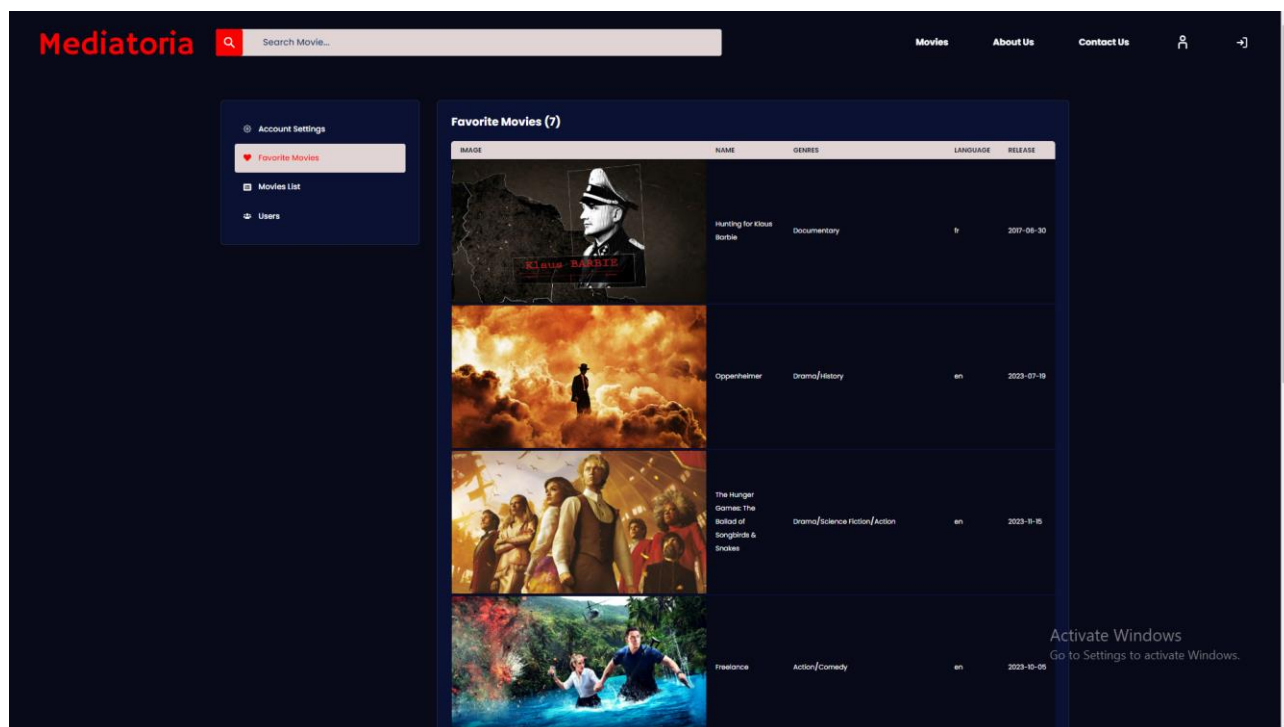 Mediatoria
Search Movie...
Movies
About Us
Contact Us
Account Settings
Favorite Movies
Movies List
Users
Favorite Movies (7)
IMAGE NAME GENRES LANGUAGE RELEASE
Klaus BARBIE
Hunting for Klaus
Barbie
Documentary
fr
2017-06-30
Oppenheimer
Drama/History
en
2023-07-19
The Hunger
Games: The
Ballad of
Songbirds &
Snakes
Drama/Science Fiction/Action
en
2023-11-15
Freelance
Action/Comedy
en
2023-10-05
Activate Windows
Go to Settings to activate Windows.